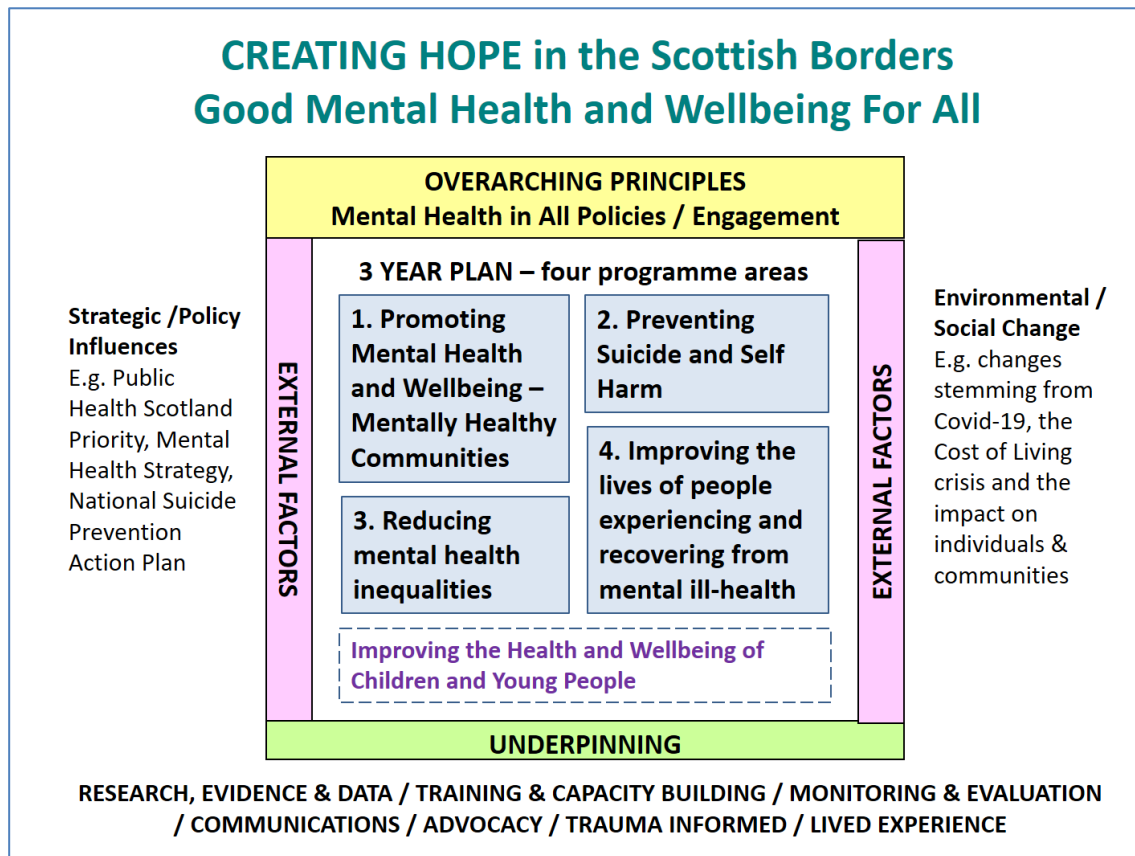 CREATING HOPE in the Scottish Borders
Good Mental Health and Wellbeing For All
OVERARCHING PRINCIPLES
Mental Health in All Policies / Engagement
Strategic /Policy
Influences
E.g. Public
Health Scotland
Priority, Mental
Health Strategy,
National Suicide
Prevention
Action Plan
EXTERNAL FACTORS
3 YEAR PLAN – four programme areas
1. Promoting
Mental Health
and Wellbeing –
Mentally Healthy
Communities
2. Preventing
Suicide and Self
Harm
3. Reducing
mental health
inequalities
4. Improving the
lives of people
experiencing and
recovering from
mental ill-health
Improving the Health and Wellbeing of
Children and Young People
EXTERNAL FACTORS
Environmental /
Social Change
E.g. changes
stemming from
Covid-19, the
Cost of Living
crisis and the
impact on
individuals &
communities
UNDERPINNING
RESEARCH, EVIDENCE & DATA / TRAINING & CAPACITY BUILDING / MONITORING & EVALUATION
/ COMMUNICATIONS / ADVOCACY / TRAUMA INFORMED / LIVED EXPERIENCE